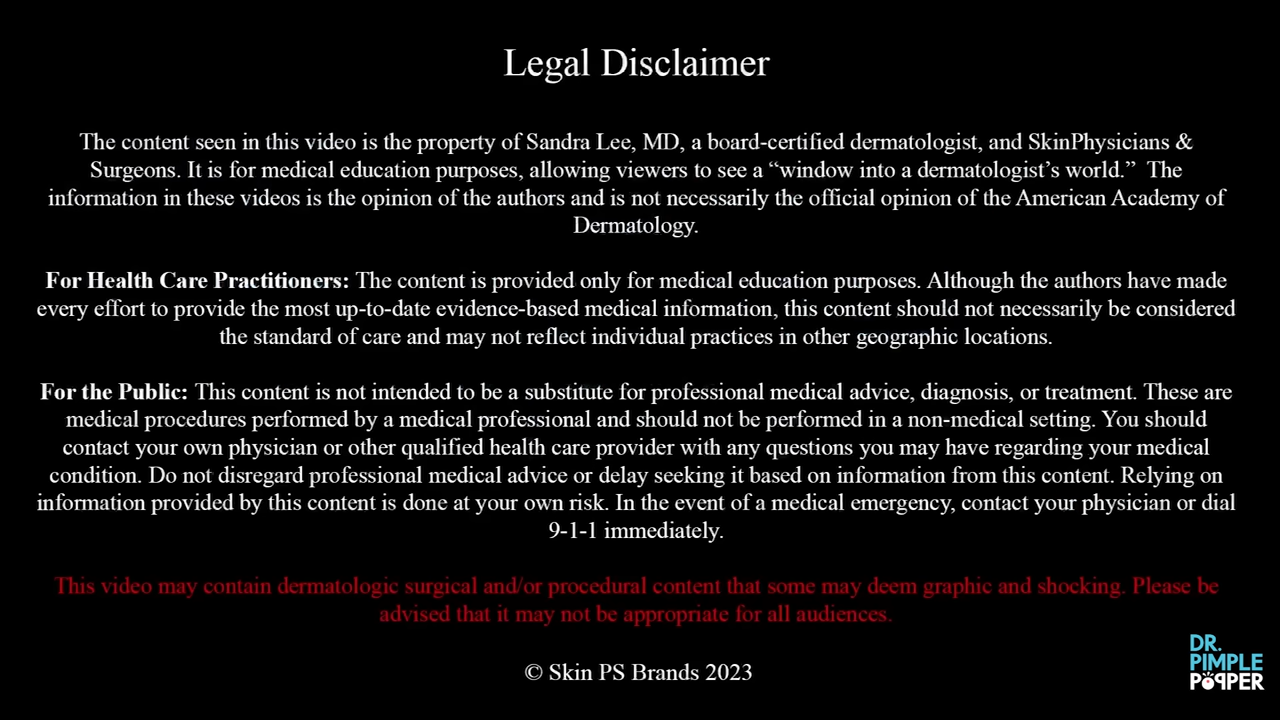 Legal Disclaimer
The content seen in this video is the property of Sandra Lee, MD, a board-certified dermatologist, and SkinPhysicians &
Surgeons. It is for medical education purposes, allowing viewers to see a “window into a dermatologist’s world.” The
information in these videos is the opinion of the authors and is not necessarily the official opinion of the American Academy of
Dermatology.
For Health Care Practitioners: The content is provided only for medical education purposes. Although the authors have made
every effort to provide the most up-to-date evidence-based medical information, this content should not necessarily be considered
the standard of care and may not reflect individual practices in other geographic locations.
For the Public: This content is not intended to be a substitute for professional medical advice, diagnosis, or treatment. These are
medical procedures performed by a medical professional and should not be performed in a non-medical setting. You should
contact your own physician or other qualified health care provider with any questions you may have regarding your medical
condition. Do not disregard professional medical advice or delay seeking it based on information from this content. Relying on
information provided by this content is done at your own risk. In the event of a medical emergency, contact your physician or dial
9-1-1 immediately.
This video may contain dermatologic surgical and/or procedural content that some may deem graphic and shocking. Please be
advised that it may not be appropriate for all audiences.
© Skin PS Brands 2023
DR.
PIMPLE
POPPER